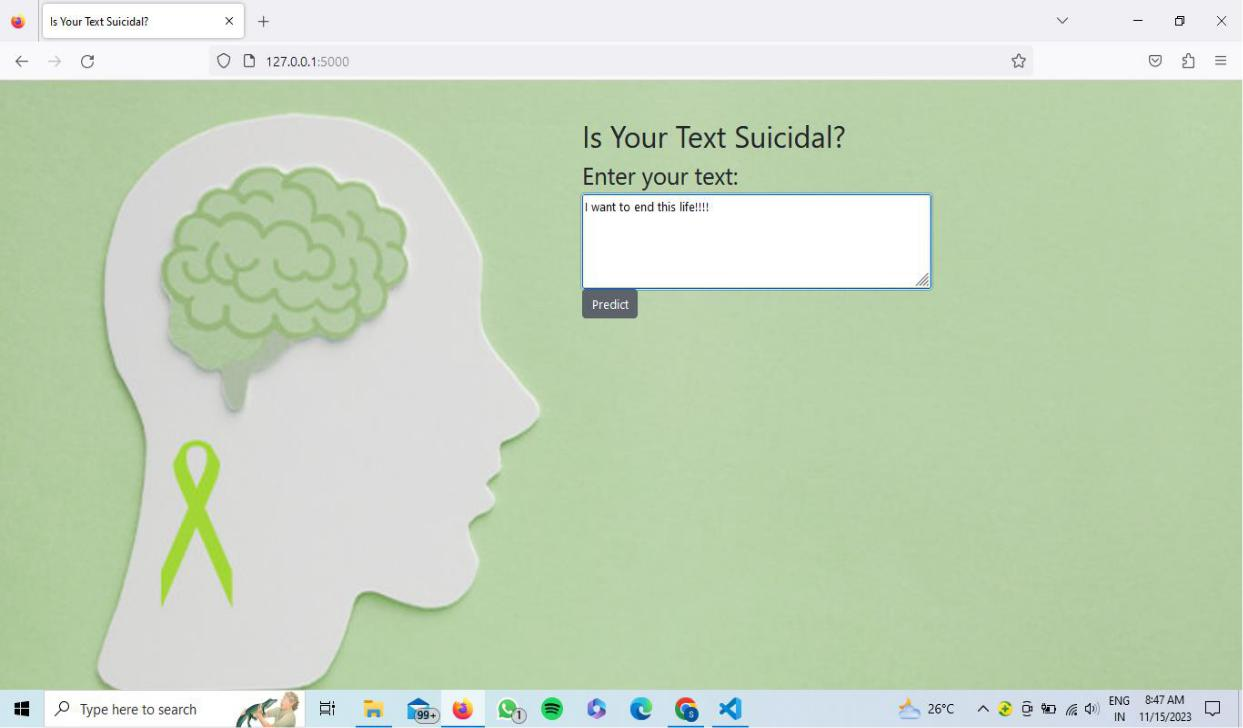 Is Your Text Suicidal?
127.0.0.1:5000
Is Your Text Suicidal?
Enter your text:
I want to end this life!!!!
Predict
Type here to search
99+
1
S
26°C
ENG
IN
8:47 AM
11/15/2023